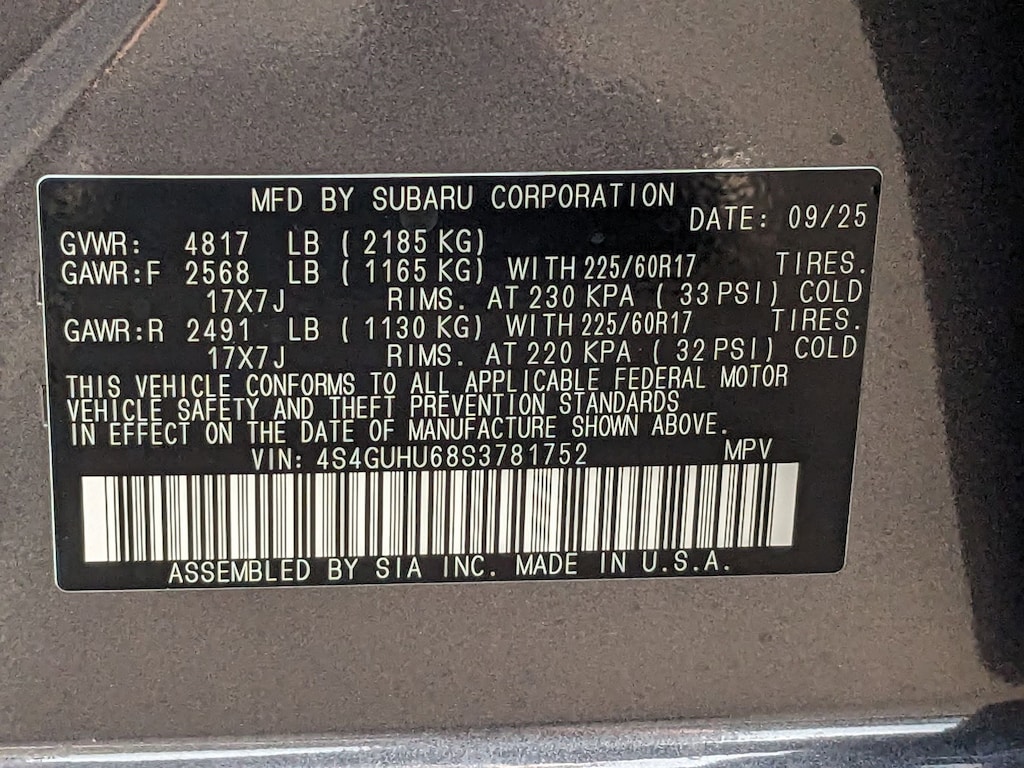 MFD BY SUBARU CORPORATION
DATE: 09/25
GVWR: 4817 LB ( 2185 KG)
GAWR:F 2568 LB ( 1165 KG) WITH 225/60R17 TIRES.
17X7J RIMS. AT 230 KPA ( 33 PSI) COLD
GAWR:R 2491 LB ( 1130 KG) WITH 225/60R17 TIRES.
17X7J RIMS. AT 220 KPA ( 32 PSI) COLD
THIS VEHICLE CONFORMS TO ALL APPLICABLE FEDERAL MOTOR
VEHICLE SAFETY AND THEFT PREVENTION STANDARDS
IN EFFECT ON THE DATE OF MANUFACTURE SHOWN ABOVE.
VIN: 4S4GUHU68S3781752 MPV
ASSEMBLED BY SIA INC. MADE IN U.S.A.